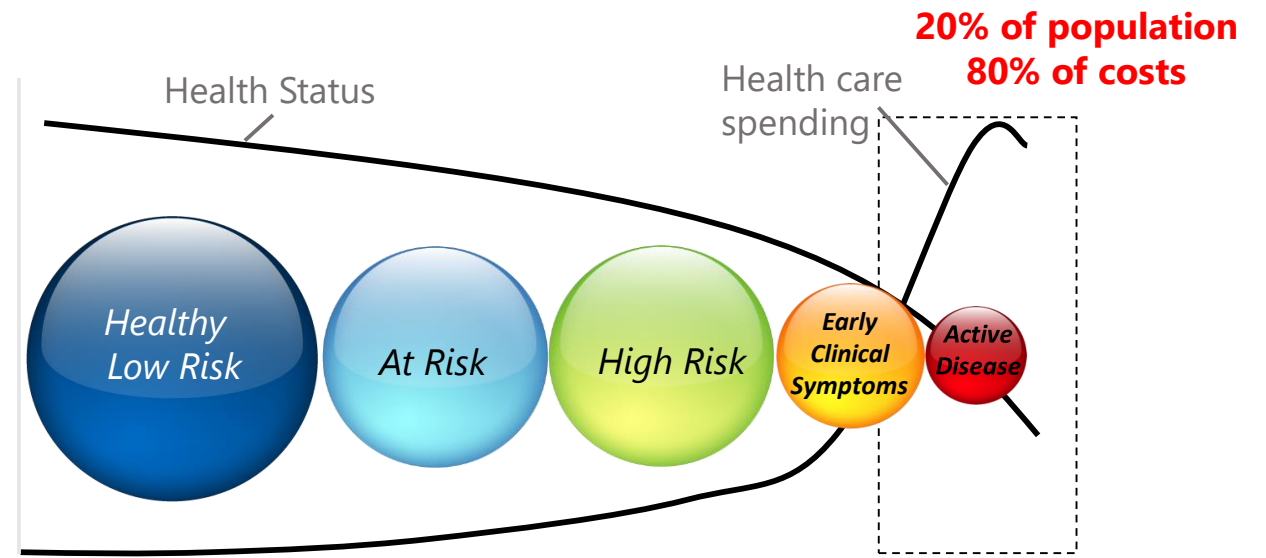 20% of population
80% of costs
Health Status
Health care
spending
Healthy
Low Risk
At Risk
High Risk
Early
Clinical
Symptoms
Active
Disease